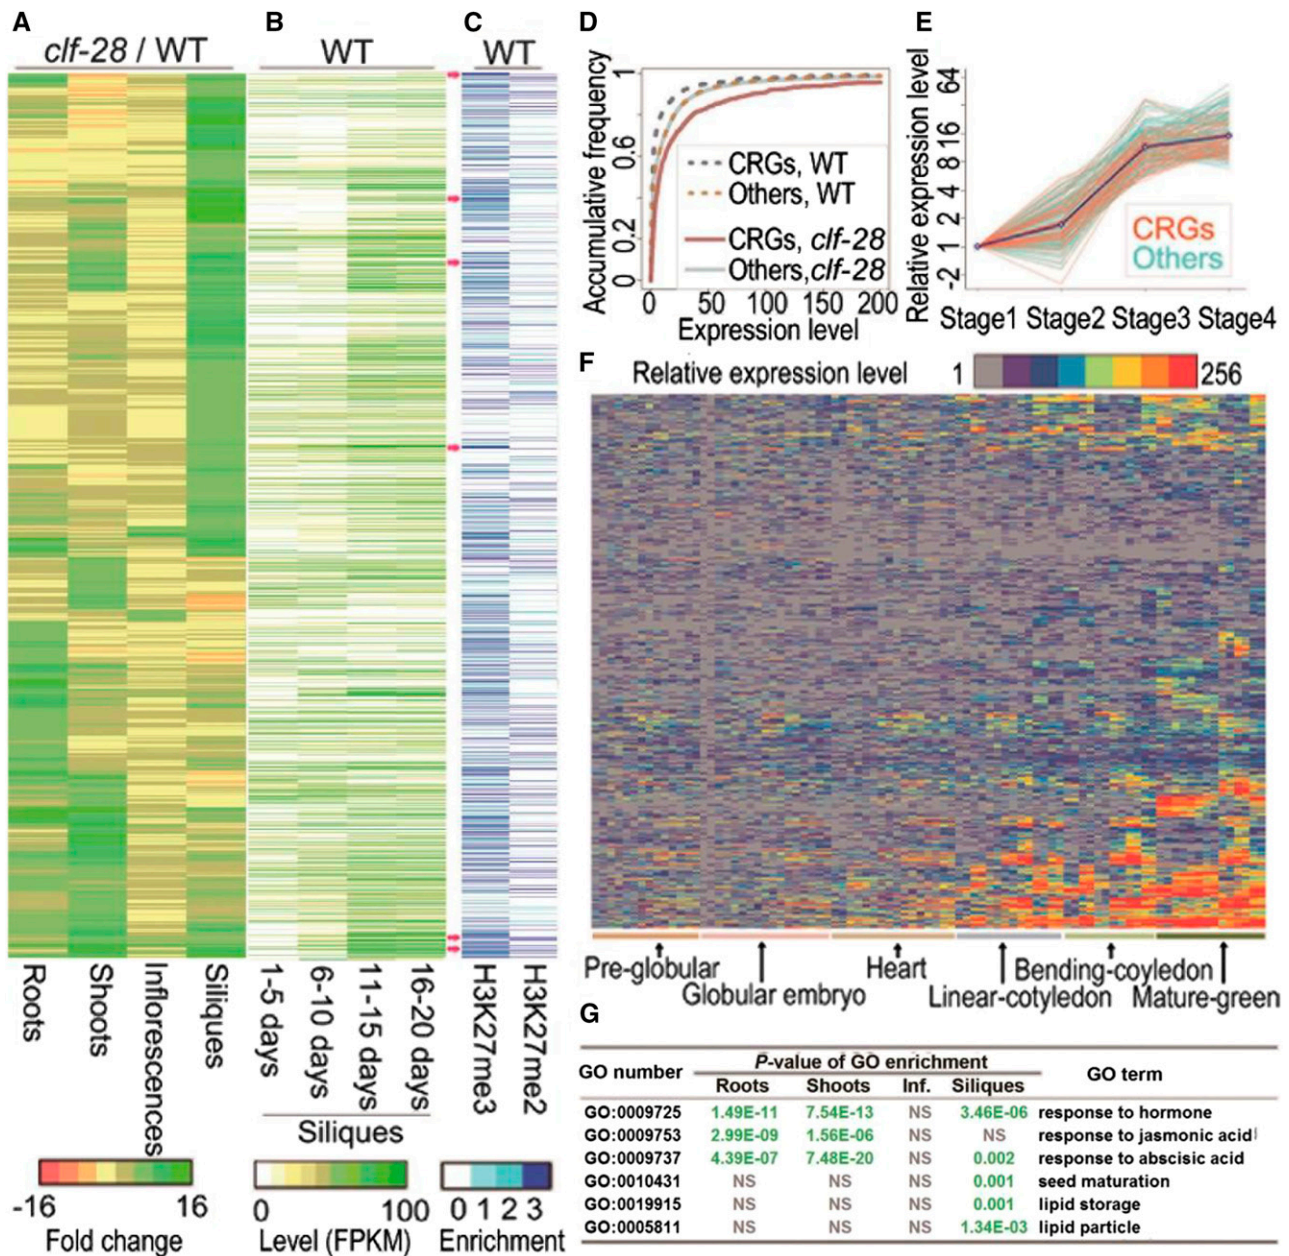 A
clf-28 / WT
Roots
Shoots
Inflorescences
Siliques
-16
16
Fold change
B
WT
1-5 days
6-10 days
11-15 days
16-20 days
Siliques
0
100
Level (FPKM)
C
WT
H3K27me3
H3K27me2
0 1 2 3
Enrichment
D
Accumulative frequency
1
0.6
0.2
0
CRGs, WT
Others, WT
CRGs, clf-28
Others, clf-28
0 50 100 150 200
Expression level
E
Relative expression level
64
16
8
4
2
1
-2
CRGs
Others
Stage1 Stage2 Stage3 Stage4
F
Relative expression level
1
256
Pre-globular
Globular embryo
Heart
Linear-cotyledon
Bending-coyledon
Mature-green
G
GO number P-value of GO enrichment GO term
Roots Shoots Inf. Siliques
GO:0009725 1.49E-11 7.54E-13 NS 3.46E-06 response to hormone
GO:0009753 2.99E-09 1.56E-06 NS NS response to jasmonic acid
GO:0009737 4.39E-07 7.48E-20 NS 0.002 response to abscisic acid
GO:0010431 NS NS NS 0.001 seed maturation
GO:0019915 NS NS NS 0.001 lipid storage
GO:0005811 NS NS NS 1.34E-03 lipid particle